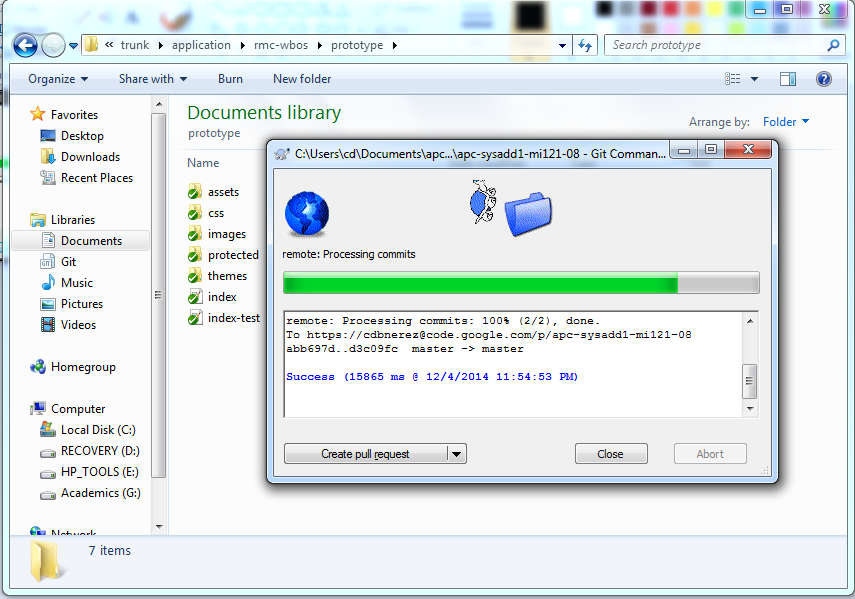 « trunk application rmc-wbos prototype
Search prototype
Organize Share with Burn New folder
Favorites
Desktop
Downloads
Recent Places
Libraries
Documents
Git
Music
Pictures
Videos
Homegroup
Computer
Local Disk (C:)
RECOVERY (D:)
HP_TOOLS (E:)
Academics (G:)
Network
Documents library
prototype
Arrange by: Folder
Name
assets
css
images
protected
themes
index
index-test
C:\Users\cd\Documents\apc...\apc-sysadd1-mi121-08 - Git Comman...
remote: Processing commits
remote: Processing commits: 100% (2/2), done.
To https://cdbnerez@code.google.com/p/apc-sysadd1-mi121-08
abb697d..d3c09fc master -> master
Success (15865 ms @ 12/4/2014 11:54:53 PM)
Create pull request
Close
Abort
7 items